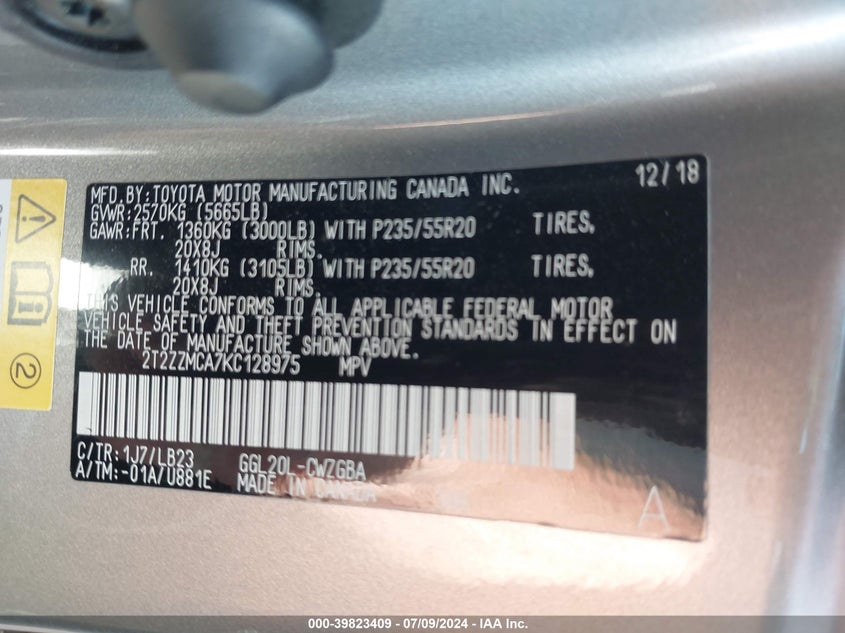 MFD. BY: TOYOTA MOTOR MANUFACTURING CANADA INC. 12/18
GVWR: 2570KG (5665LB)
GAWR: FRT. 1360KG (3000LB) WITH P235/55R20 TIRES,
20X8J RIMS.
RR. 1410KG (3105LB) WITH P235/55R20 TIRES,
20X8J RIMS.
THIS VEHICLE CONFORMS TO ALL APPLICABLE FEDERAL MOTOR
VEHICLE SAFETY AND THEFT PREVENTION STANDARDS IN EFFECT ON
THE DATE OF MANUFACTURE SHOWN ABOVE.
2T2ZZMCA7KC128975 MPV
C/TR: 1J7/LB23 GGL20L-CWZGBA
A/TM: -01A/U881E MADE IN CANADA
A
2
000-39823409 - 07/09/2024 - IAA Inc.